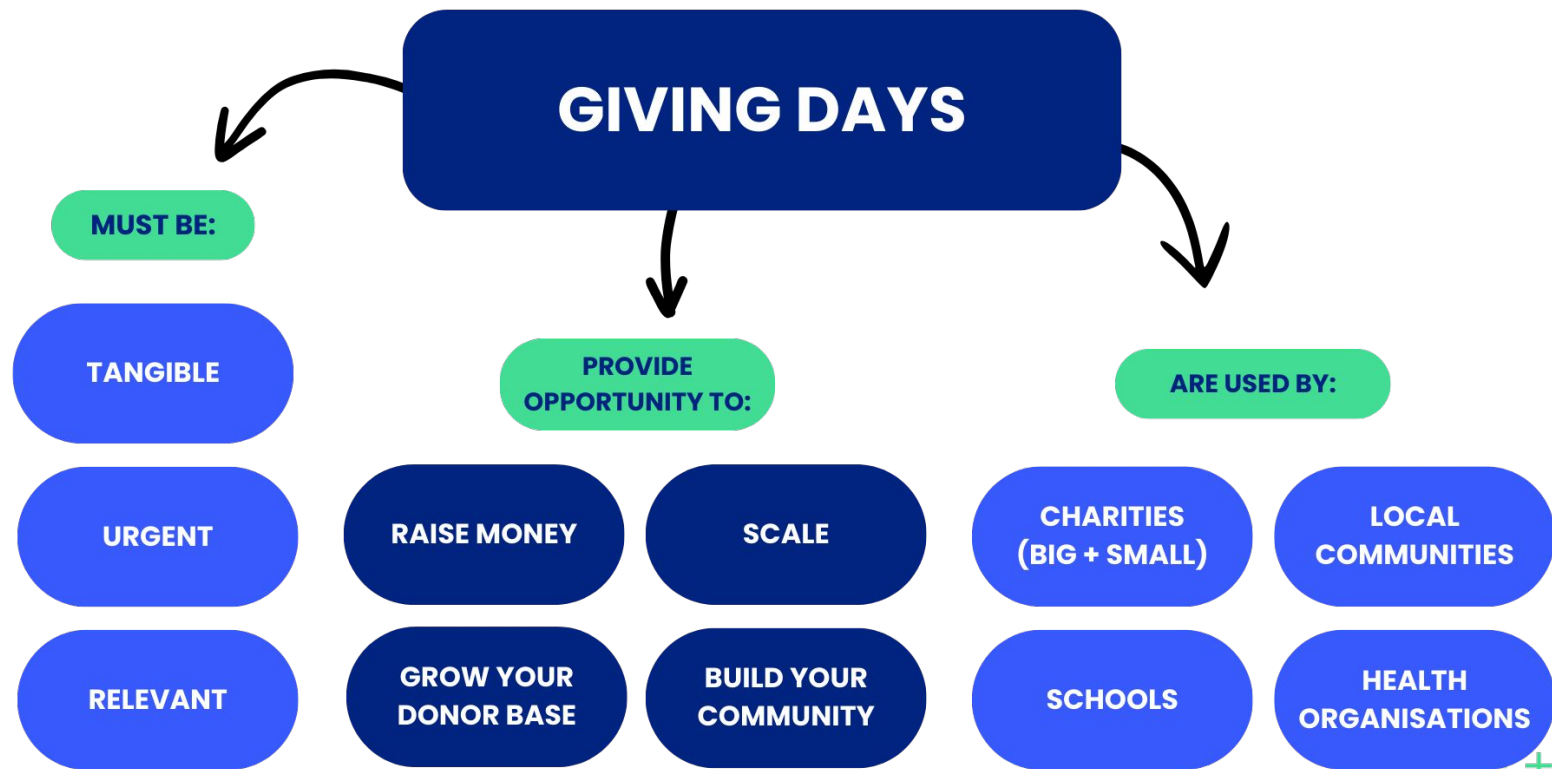 GIVING DAYS
MUST BE:
TANGIBLE
URGENT
RELEVANT
PROVIDE
OPPORTUNITY TO:
RAISE MONEY
SCALE
GROW YOUR
DONOR BASE
BUILD YOUR
COMMUNITY
ARE USED BY:
CHARITIES
(BIG + SMALL)
LOCAL
COMMUNITIES
SCHOOLS
HEALTH
ORGANISATIONS